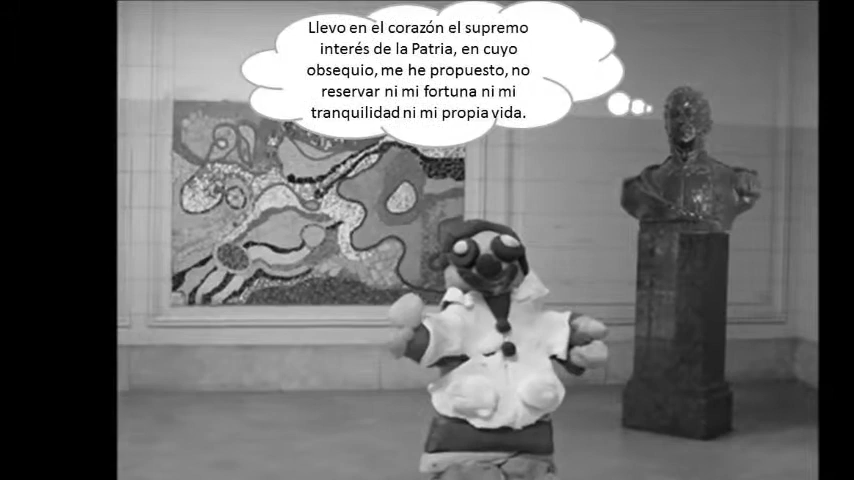 Llevo en el corazón el supremo
interés de la Patria, en cuyo
obsequio, me he propuesto, no
reservar ni mi fortuna ni mi
tranquilidad ni mi propia vida.